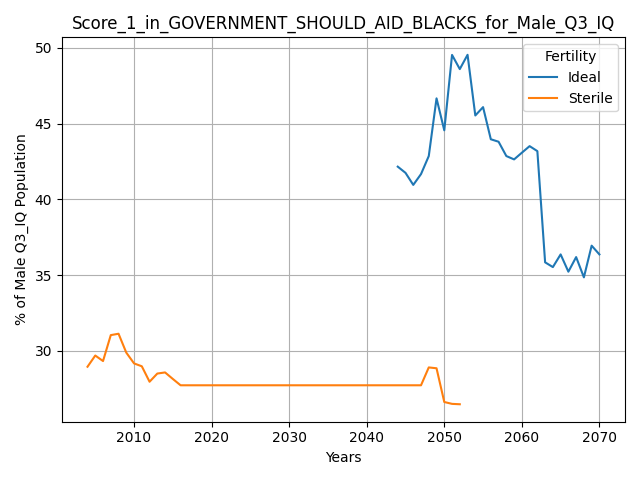 Score_1_in_GOVERNMENT_SHOULD_AID_BLACKS_for_Male_Q3_IQ
Fertility
Ideal
Sterile
% of Male Q3_IQ Population
50
45
40
35
30
2010 2020 2030 2040 2050 2060 2070
Years